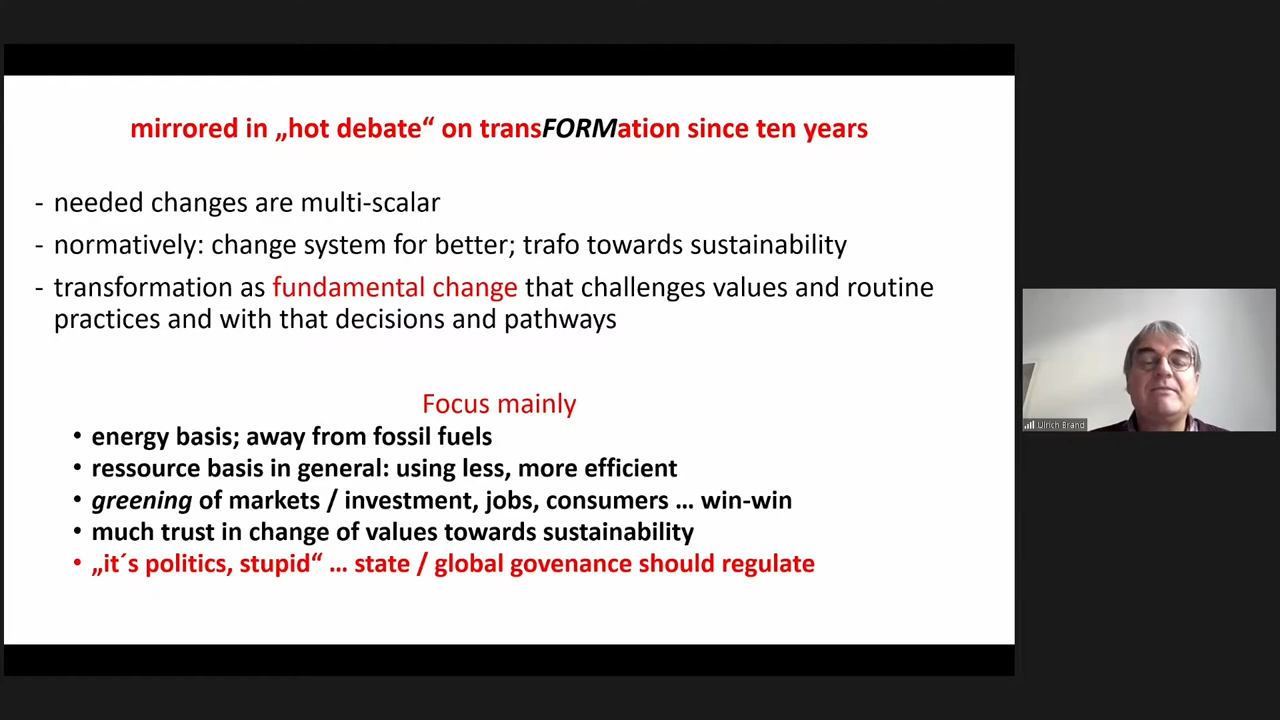 mirrored in „hot debate“ on transFORMation since ten years
- needed changes are multi-scalar
- normatively: change system for better; trafo towards sustainability
- transformation as fundamental change that challenges values and routine
practices and with that decisions and pathways
Focus mainly
• energy basis; away from fossil fuels
• ressource basis in general: using less, more efficient
• greening of markets / investment, jobs, consumers … win-win
• much trust in change of values towards sustainability
• „it´s politics, stupid“ … state / global govenance should regulate
Ulrich Brand